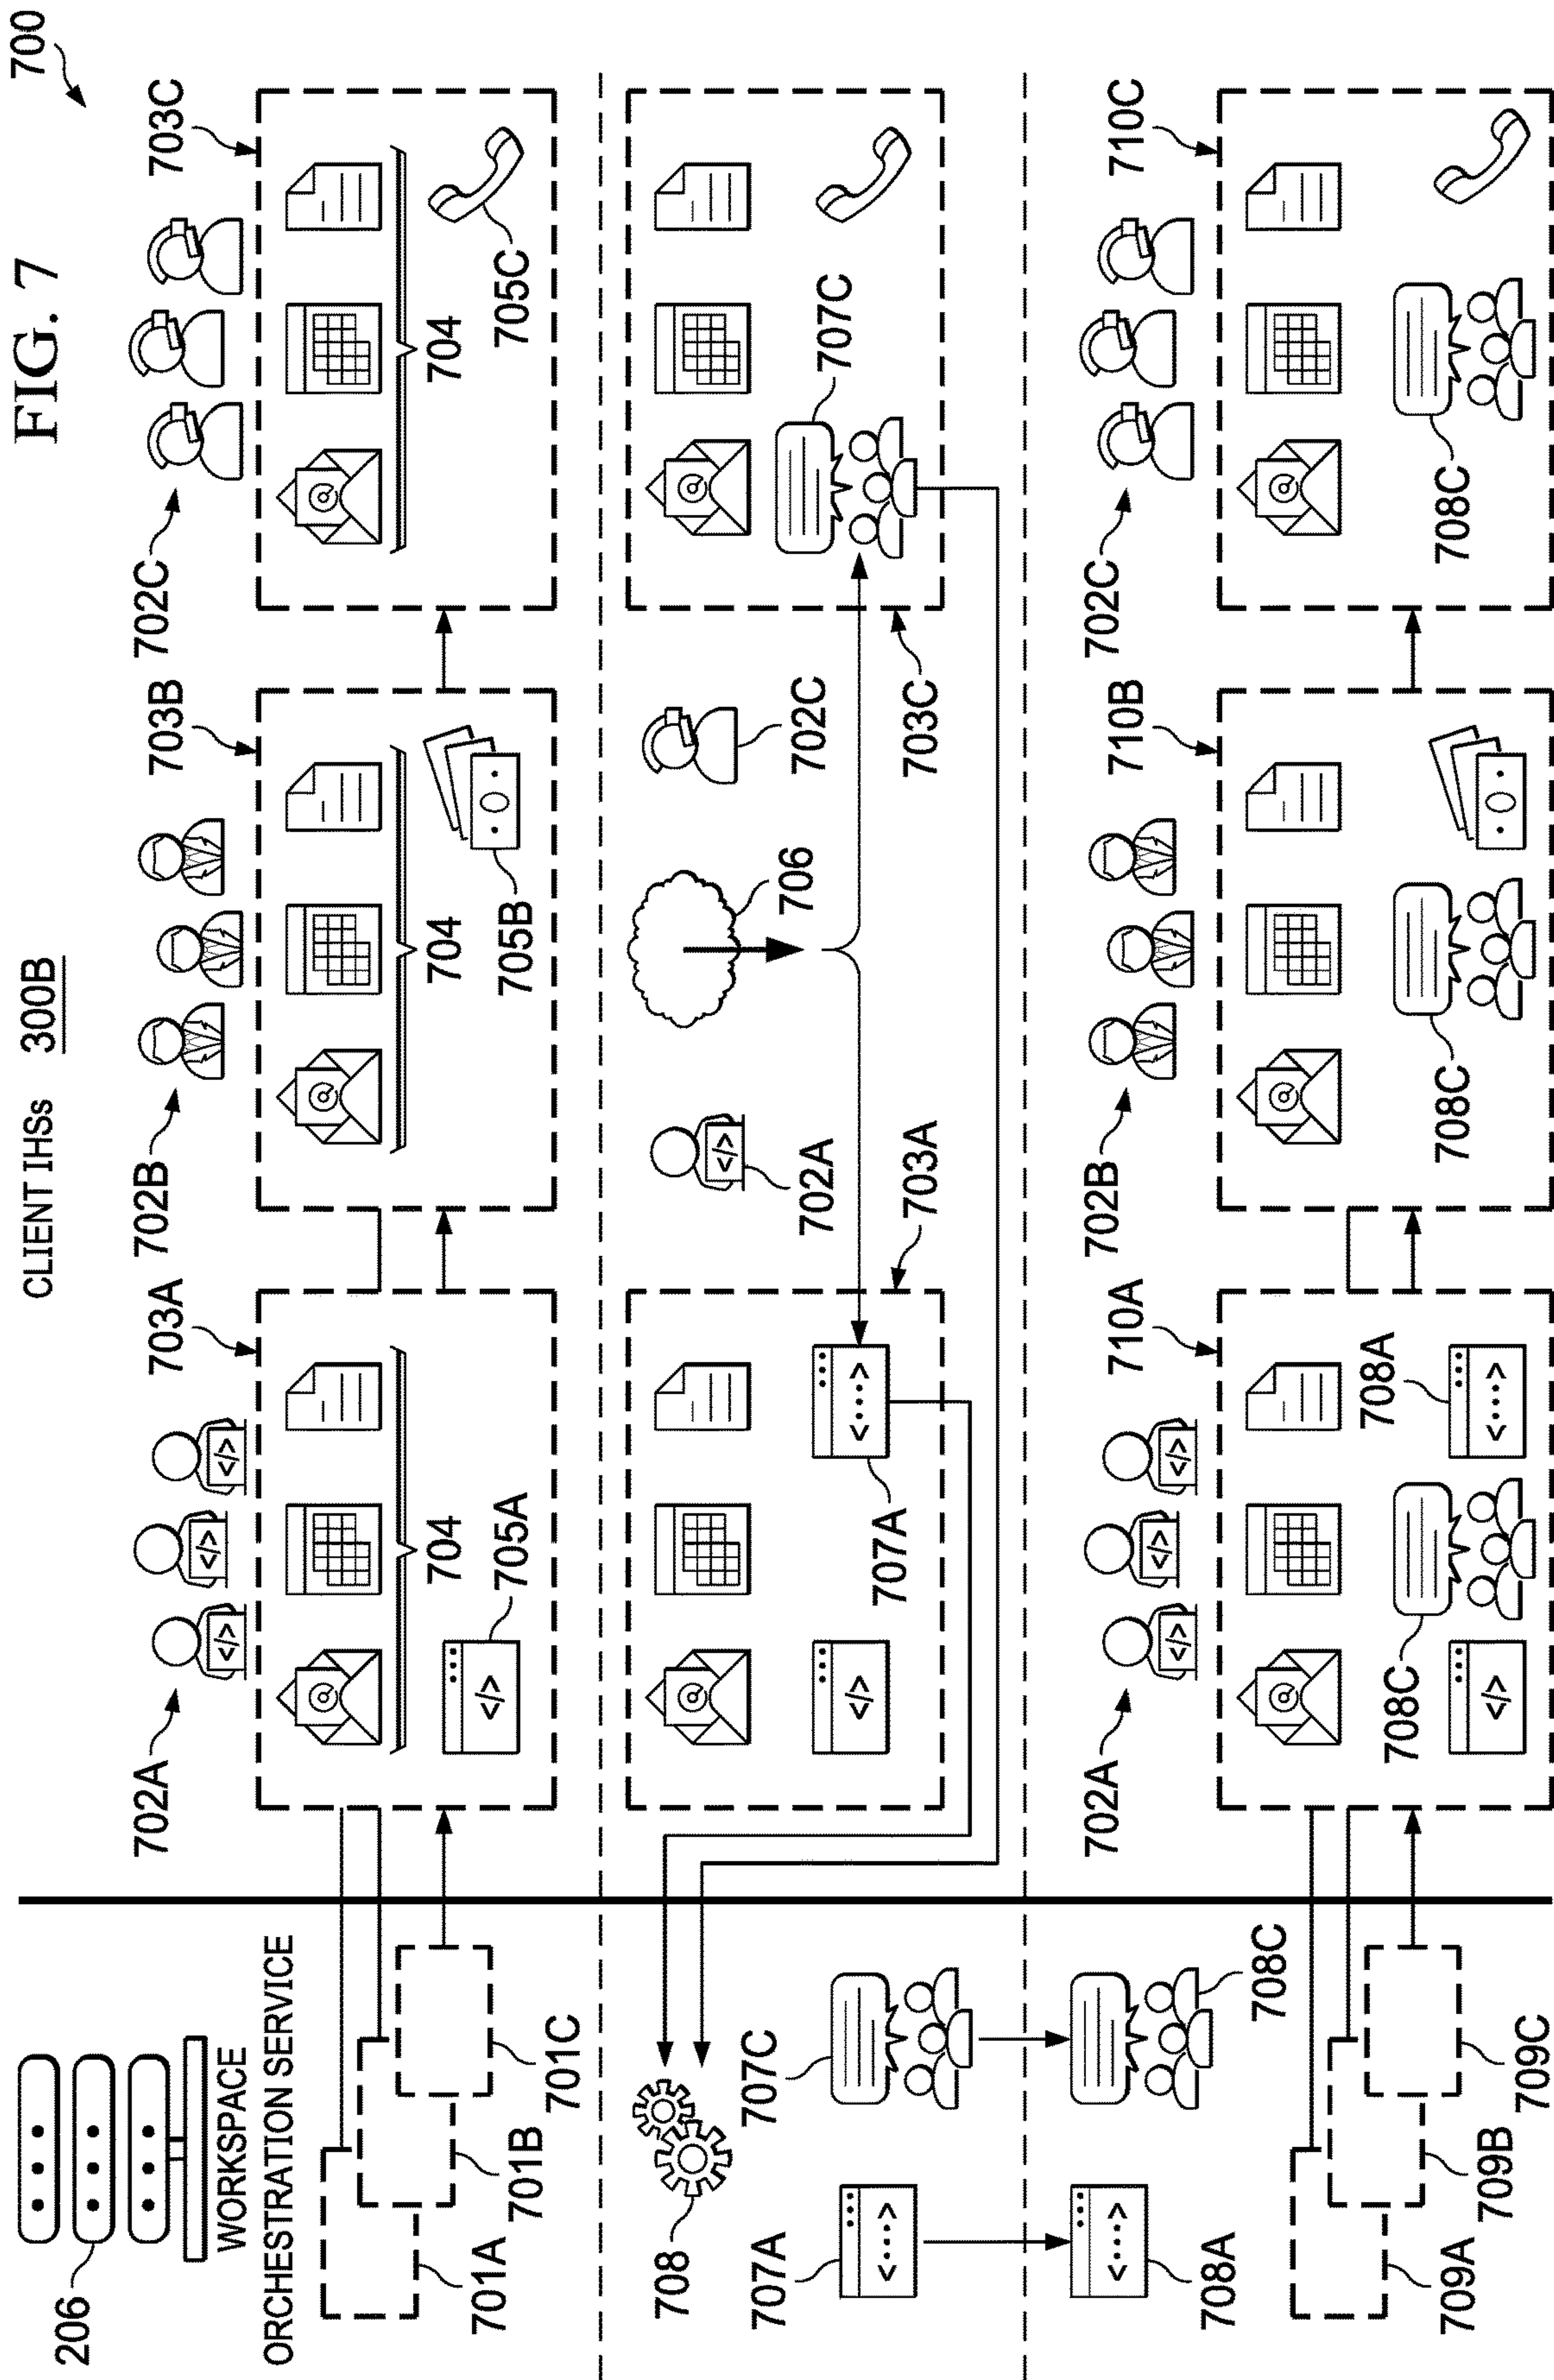 FIG. 7
700
CLIENT IHSs 300B
206
WORKSPACE
ORCHESTRATION SERVICE
702A
703A
702B
703B
702C
703C
</>
</>
</>
704
704
704
</>
705A
705B
705C
701A
701B
701C
702A
</>
706
702C
703A
703C
</>
<····>
707A
707C
708
707A
<····>
707C
708A
<····>
708C
702A
710A
702B
710B
702C
710C
</>
</>
</>
708C
708A
</>
<····>
708C
708C
709A
709B
709C